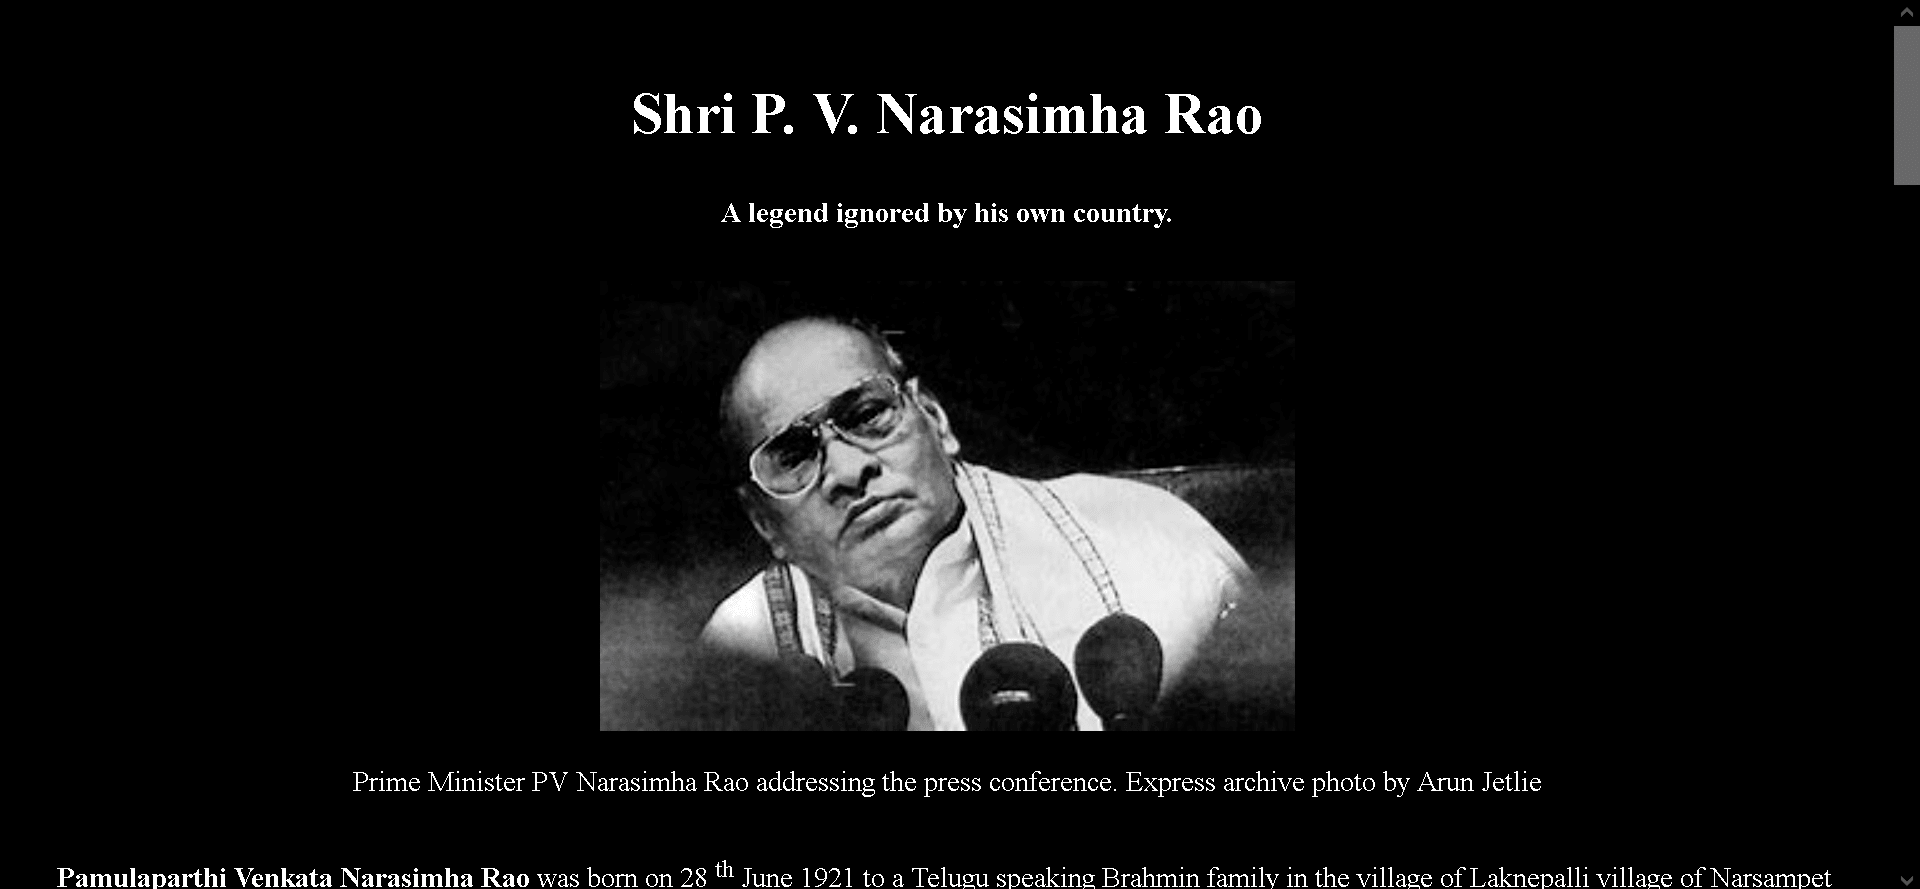 Shri P. V. Narasimha Rao
A legend ignored by his own country.
Prime Minister PV Narasimha Rao addressing the press conference. Express archive photo by Arun Jetlie
Pamulaparthi Venkata Narasimha Rao was born on 28 th June 1921 to a Telugu speaking Brahmin family in the village of Laknepalli village of Narsampet